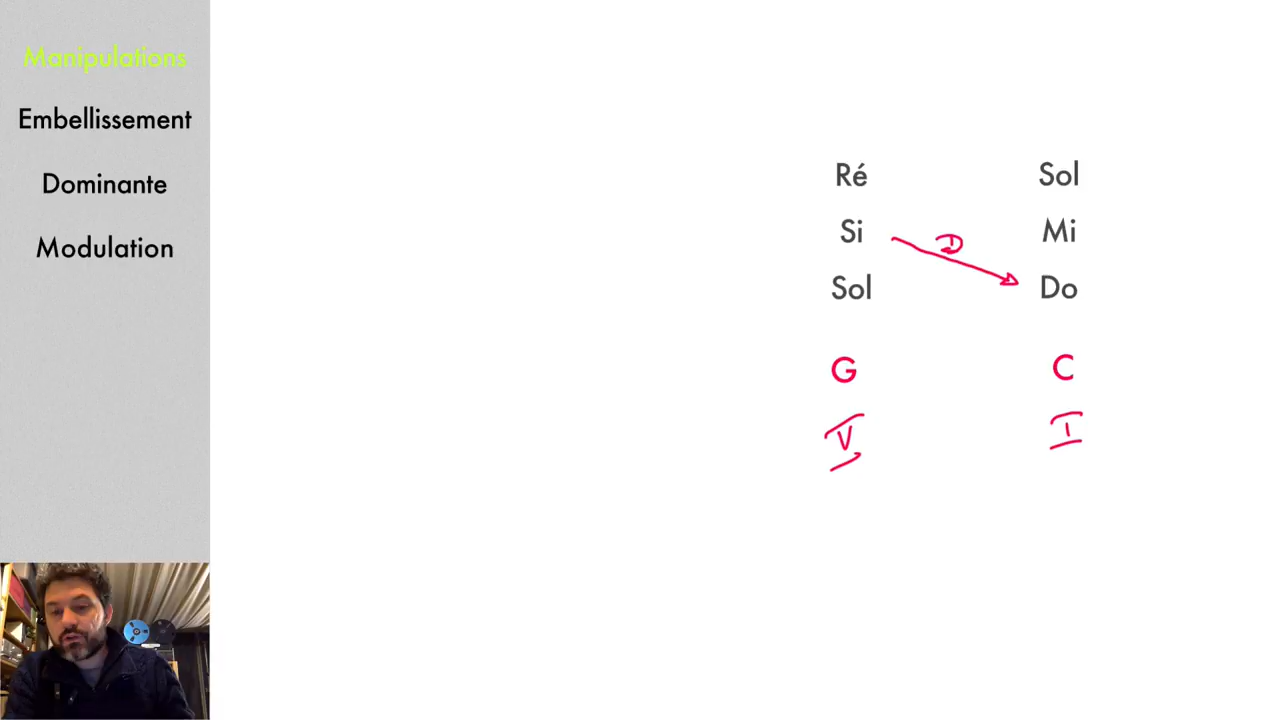 Manipulations
Embellissement
Dominante
Modulation
Ré Sol
Si D Mi
Sol Do
G C
V I